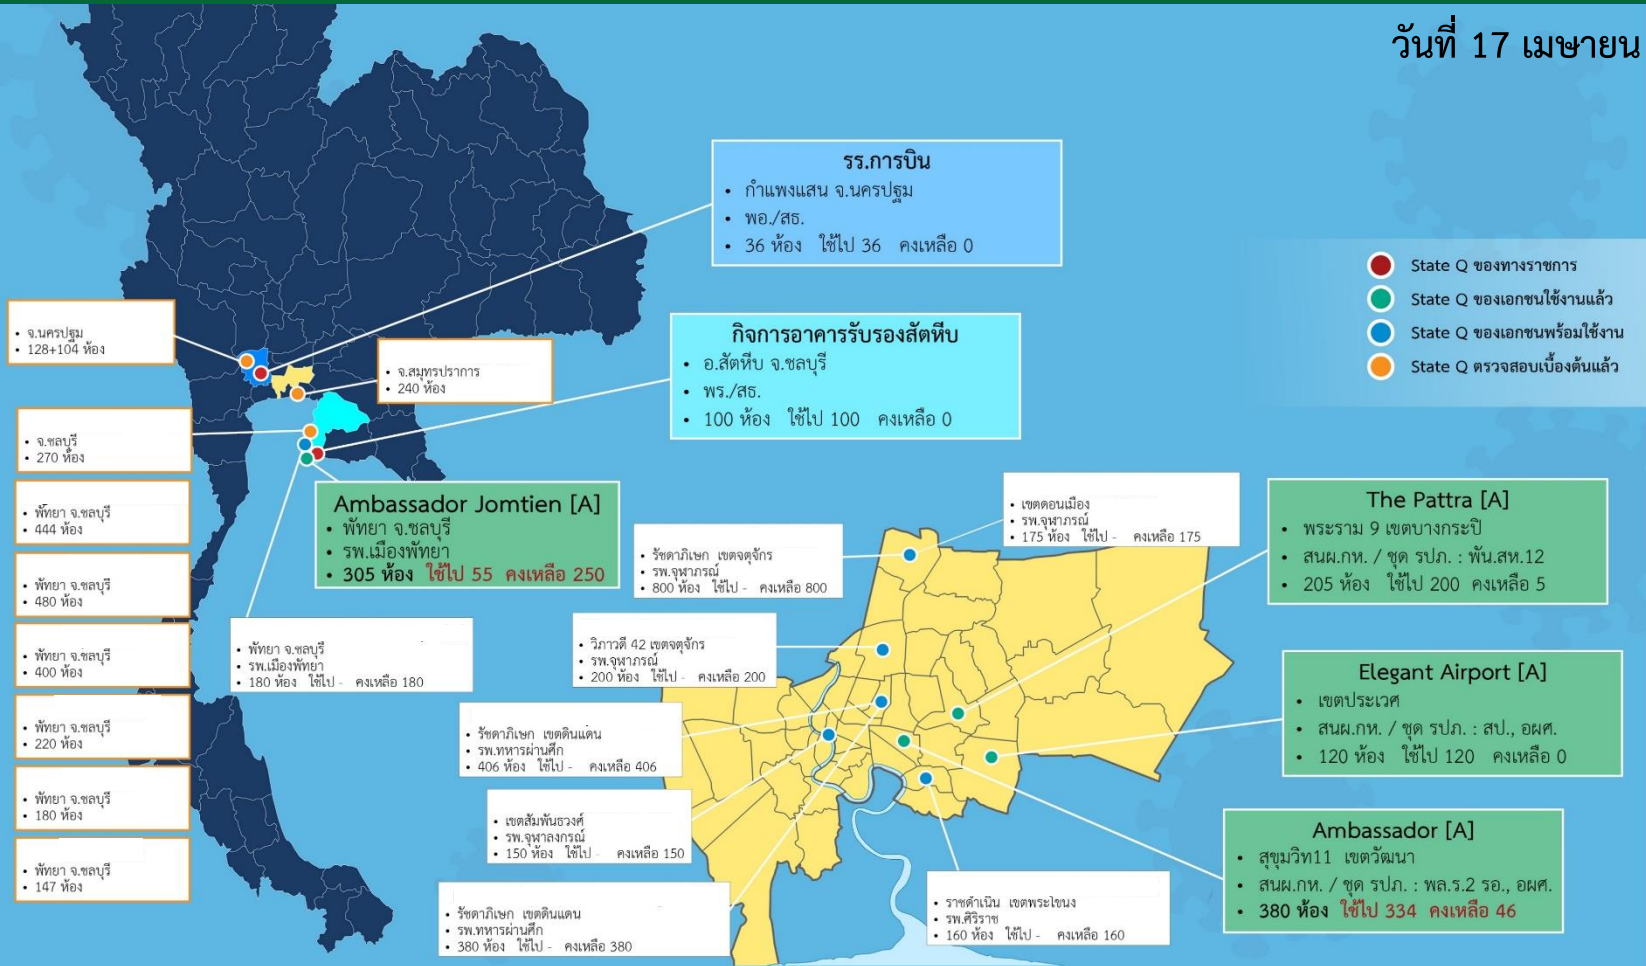 วันที่ 17 เมษายน
รร.การบิน
• กำแพงแสน จ.นครปฐม
• พอ./สธ.
• 36 ห้อง ใช้ไป 36 คงเหลือ 0
State Q ของทางราชการ
State Q ของเอกชนใช้งานแล้ว
State Q ของเอกชนพร้อมใช้งาน
State Q ตรวจสอบเบื้องต้นแล้ว
• จ.นครปฐม
• 128+104 ห้อง
กิจการอาคารรับรองสัตหีบ
• อ.สัตหีบ จ.ชลบุรี
• พร./สธ.
• 100 ห้อง ใช้ไป 100 คงเหลือ 0
• จ.สมุทรปราการ
• 240 ห้อง
• จ.ชลบุรี
• 270 ห้อง
• พัทยา จ.ชลบุรี
• 444 ห้อง
• พัทยา จ.ชลบุรี
• 480 ห้อง
• พัทยา จ.ชลบุรี
• 400 ห้อง
• พัทยา จ.ชลบุรี
• 220 ห้อง
• พัทยา จ.ชลบุรี
• 180 ห้อง
• พัทยา จ.ชลบุรี
• 147 ห้อง
Ambassador Jomtien [A]
• พัทยา จ.ชลบุรี
• รพ.เมืองพัทยา
• 305 ห้อง ใช้ไป 55 คงเหลือ 250
• พัทยา จ.ชลบุรี
• รพ.เมืองพัทยา
• 180 ห้อง ใช้ไป - คงเหลือ 180
• เขตดอนเมือง
• รพ.จุฬาภรณ์
• 175 ห้อง ใช้ไป - คงเหลือ 175
• รัชดาภิเษก เขตจตุจักร
• รพ.จุฬาภรณ์
• 800 ห้อง ใช้ไป - คงเหลือ 800
• วิภาวดี 42 เขตจตุจักร
• รพ.จุฬาภรณ์
• 200 ห้อง ใช้ไป - คงเหลือ 200
• รัชดาภิเษก เขตดินแดน
• รพ.ทหารผ่านศึก
• 406 ห้อง ใช้ไป - คงเหลือ 406
• เขตสัมพันธวงศ์
• รพ.จุฬาลงกรณ์
• 150 ห้อง ใช้ไป - คงเหลือ 150
• รัชดาภิเษก เขตดินแดน
• รพ.ทหารผ่านศึก
• 380 ห้อง ใช้ไป - คงเหลือ 380
• ราชดำเนิน เขตพระโขนง
• รพ.ศิริราช
• 160 ห้อง ใช้ไป - คงเหลือ 160
The Pattra [A]
• พระราม 9 เขตบางกระปิ
• สนผ.กห. / ชุด รปภ. : พัน.สห.12
• 205 ห้อง ใช้ไป 200 คงเหลือ 5
Elegant Airport [A]
• เขตประเวศ
• สนผ.กห. / ชุด รปภ. : สป., อผศ.
• 120 ห้อง ใช้ไป 120 คงเหลือ 0
Ambassador [A]
• สุขุมวิท11 เขตวัฒนา
• สนผ.กห. / ชุด รปภ. : พล.ร.2 รอ., อผศ.
• 380 ห้อง ใช้ไป 334 คงเหลือ 46